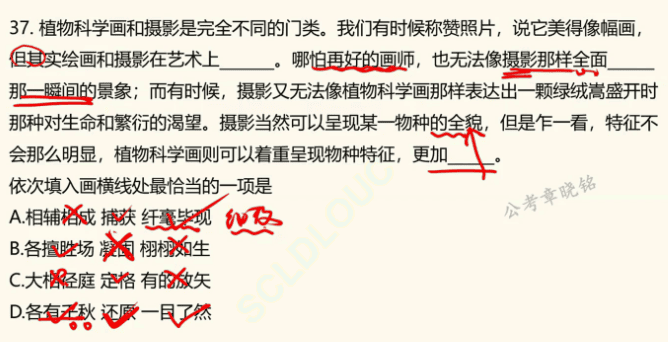 37. 植物科学画和摄影是完全不同的门类。我们有时候称赞照片，说它美得像幅画，
但其实绘画和摄影在艺术上______。哪怕再好的画师，也无法像摄影那样全面______
那一瞬间的景象；而有时候，摄影又无法像植物科学画那样表达出一颗绿绒嵩盛开时
那种对生命和繁衍的渴望。摄影当然可以呈现某一物种的全貌，但是乍一看，特征不
会那么明显，植物科学画则可以着重呈现物种特征，更加______。
依次填入画横线处最恰当的一项是
A.相辅相成 捕获 纤毫毕现
细致
B.各擅胜场 凝固 栩栩如生
C.大相径庭 定格 有的放矢
D.各有千秋 还原 一目了然
公考章晓铭
SCLDLOUC